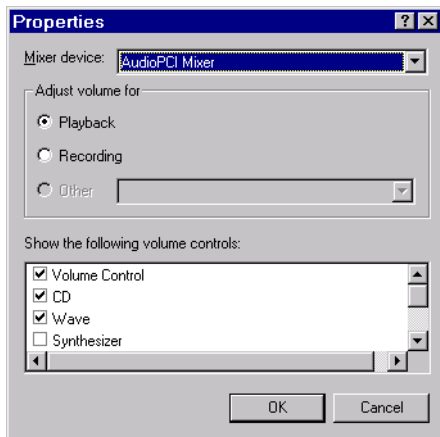 Properties
Mixer device: AudioPCI Mixer
Adjust volume for
Playback
Recording
Other
Show the following volume controls:
Volume Control
CD
Wave
Synthesizer
OK Cancel